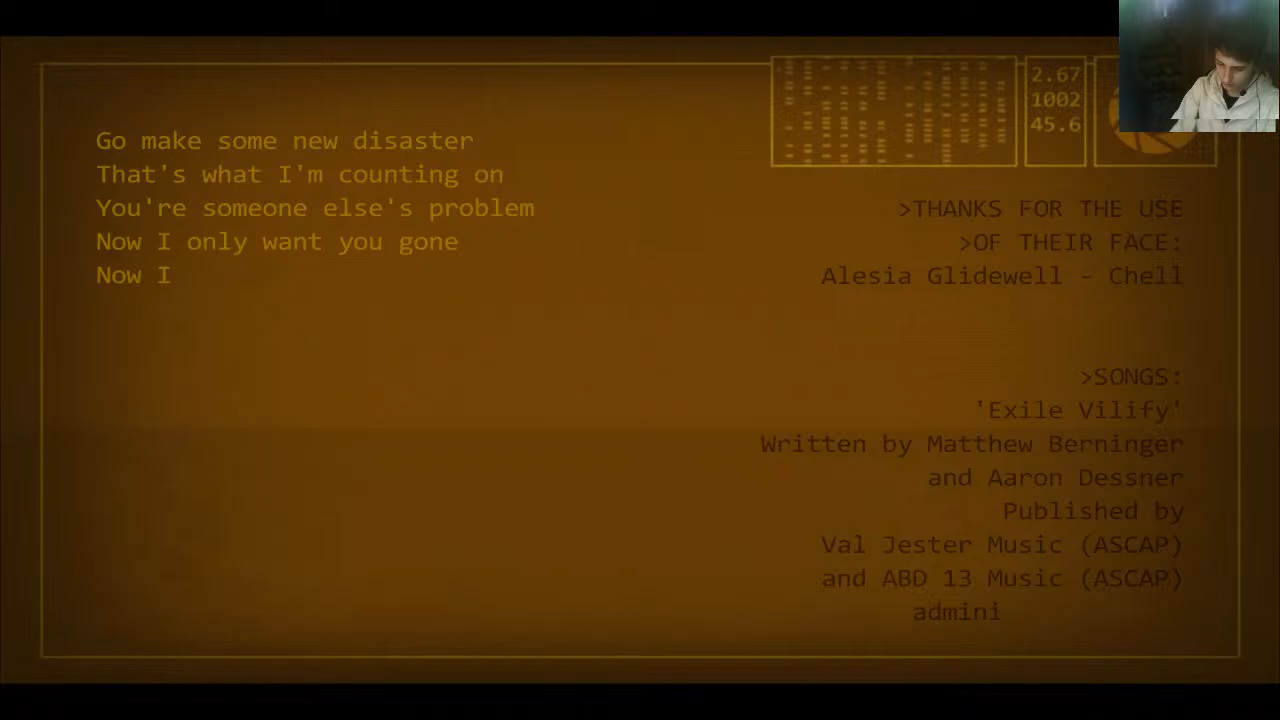 Go make some new disaster
That's what I'm counting on
You're someone else's problem
Now I only want you gone
Now I
2.67
1002
45.6
>THANKS FOR THE USE
>OF THEIR FACE:
Alesia Glidewell - Chell
>SONGS:
'Exile Vilify'
Written by Matthew Berninger
and Aaron Dessner
Published by
Val Jester Music (ASCAP)
and ABD 13 Music (ASCAP)
admini